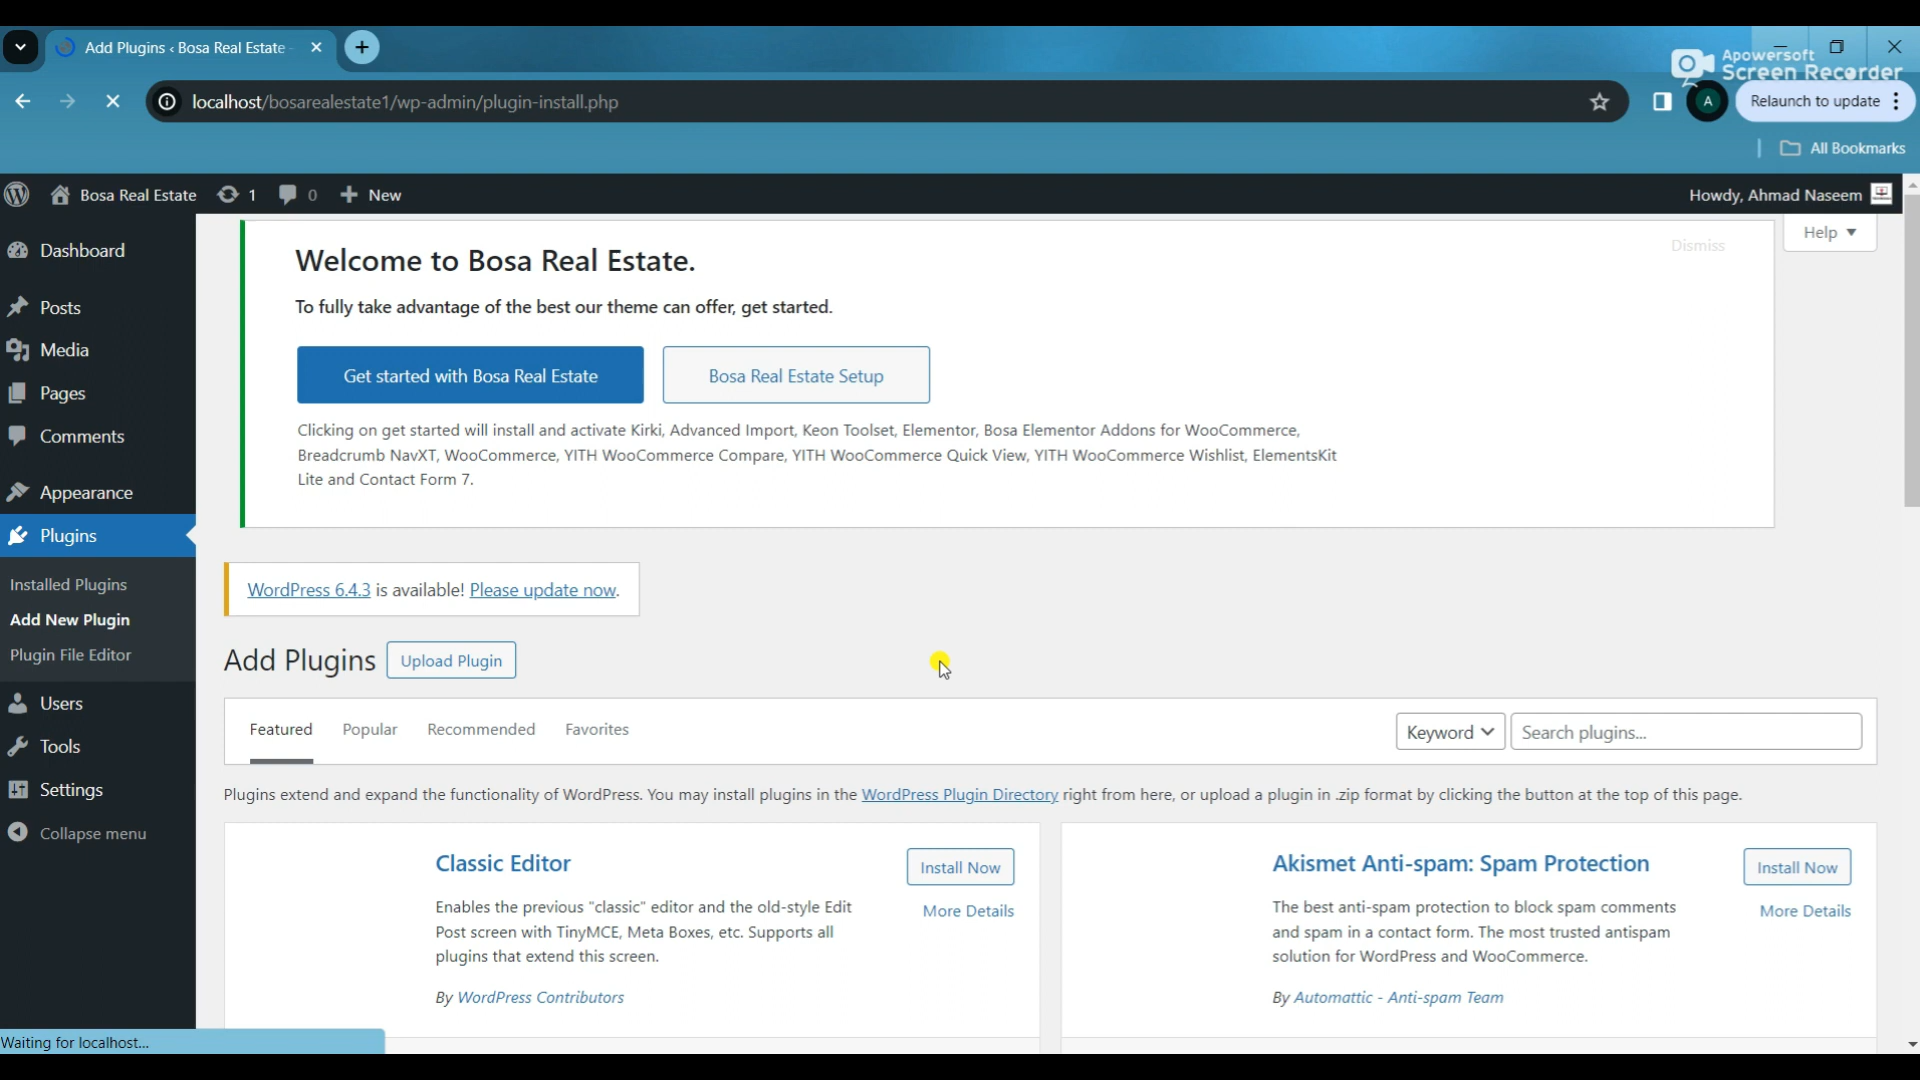 Add Plugins ‹ Bosa Real Estate
Apowersoft
Screen Recorder
localhost/bosarealestate1/wp-admin/plugin-install.php
A
Relaunch to update
All Bookmarks
Bosa Real Estate
1
0
New
Howdy, Ahmad Naseem
Dashboard
Posts
Media
Pages
Comments
Appearance
Plugins
Installed Plugins
Add New Plugin
Plugin File Editor
Users
Tools
Settings
Collapse menu
Help
Dismiss
Welcome to Bosa Real Estate.
To fully take advantage of the best our theme can offer, get started.
Get started with Bosa Real Estate
Bosa Real Estate Setup
Clicking on get started will install and activate Kirki, Advanced Import, Keon Toolset, Elementor, Bosa Elementor Addons for WooCommerce,
Breadcrumb NavXT, WooCommerce, YITH WooCommerce Compare, YITH WooCommerce Quick View, YITH WooCommerce Wishlist, ElementsKit
Lite and Contact Form 7.
WordPress 6.4.3 is available! Please update now.
Add Plugins
Upload Plugin
Featured
Popular
Recommended
Favorites
Keyword
Search plugins...
Plugins extend and expand the functionality of WordPress. You may install plugins in the WordPress Plugin Directory right from here, or upload a plugin in .zip format by clicking the button at the top of this page.
Classic Editor
Install Now
More Details
Enables the previous "classic" editor and the old-style Edit
Post screen with TinyMCE, Meta Boxes, etc. Supports all
plugins that extend this screen.
By WordPress Contributors
Akismet Anti-spam: Spam Protection
Install Now
More Details
The best anti-spam protection to block spam comments
and spam in a contact form. The most trusted antispam
solution for WordPress and WooCommerce.
By Automattic - Anti-spam Team
Waiting for localhost...